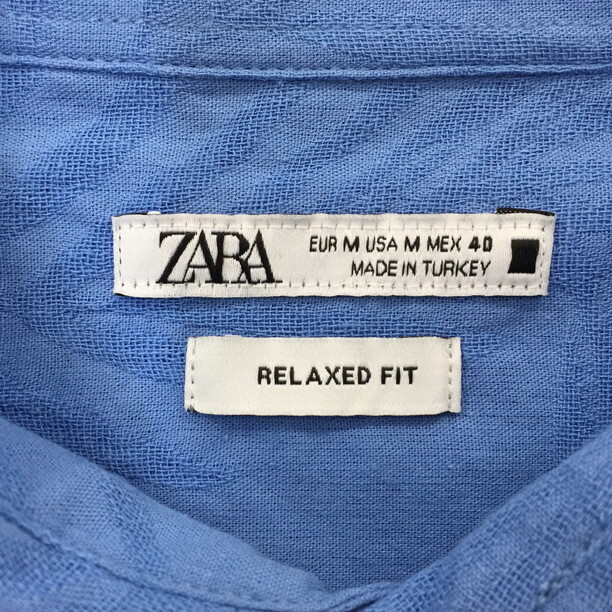 ZARA
EUR M USA M MEX 40
MADE IN TURKEY
RELAXED FIT